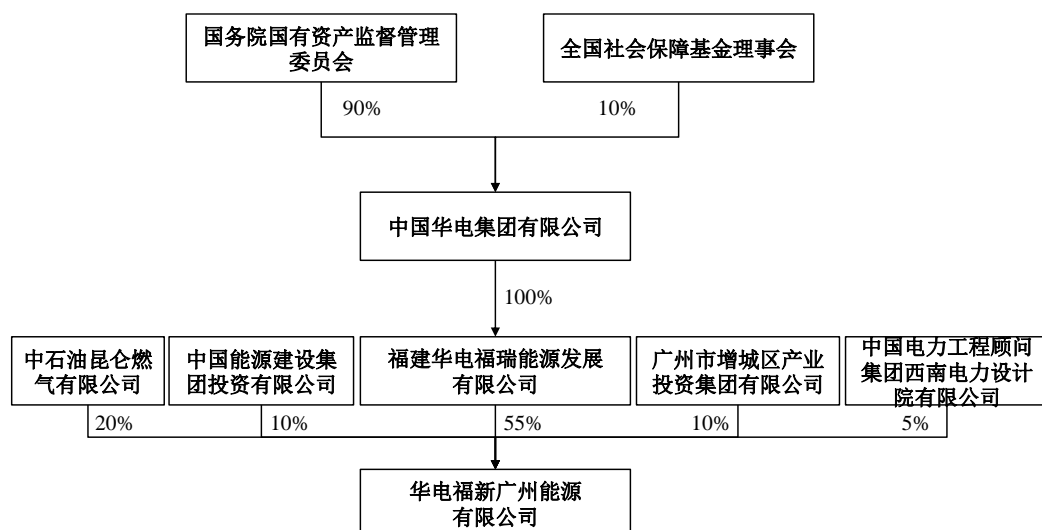 国务院国有资产监督管理
委员会
全国社会保障基金理事会
90%
10%
中国华电集团有限公司
100%
中石油昆仑燃
气有限公司
中国能源建设集
团投资有限公司
福建华电福瑞能源发展
有限公司
广州市增城区产业
投资集团有限公司
中国电力工程顾问
集团西南电力设计
院有限公司
20%
10%
55%
10%
5%
华电福新广州能源
有限公司